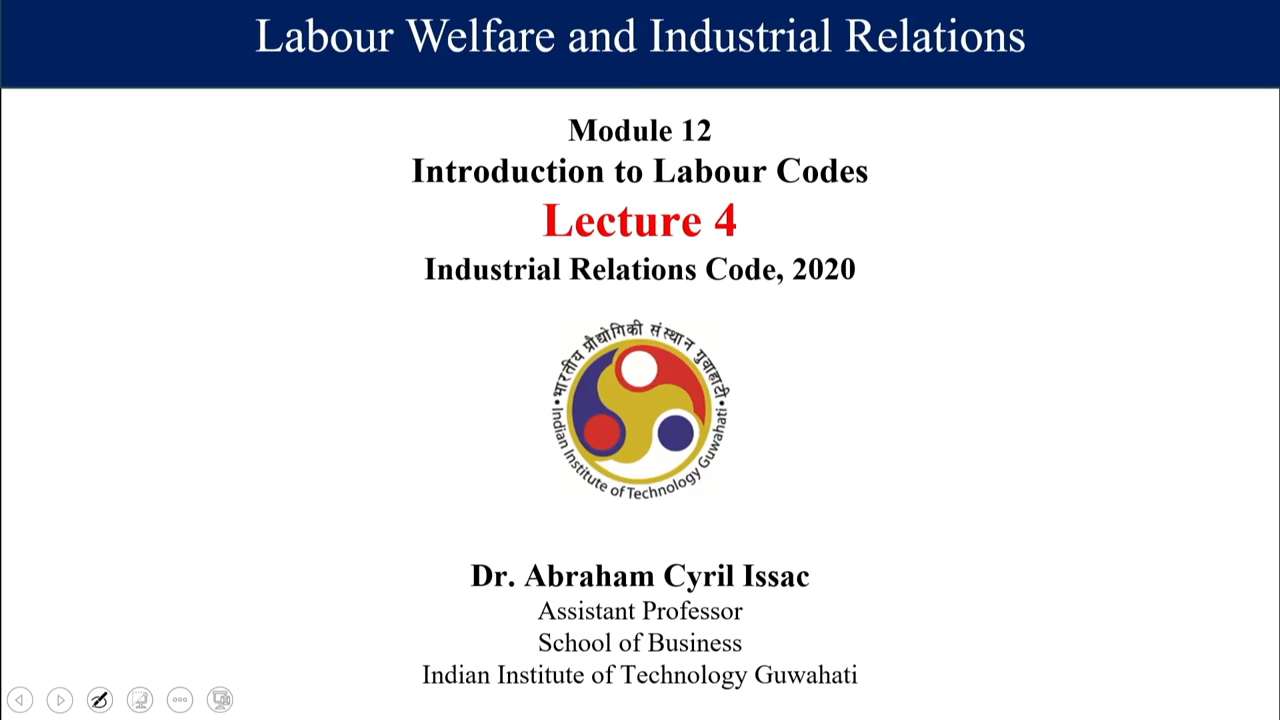 Labour Welfare and Industrial Relations
Module 12
Introduction to Labour Codes
Lecture 4
Industrial Relations Code, 2020
भारतीय प्रौद्योगिकी संस्थान गुवाहाटी
Indian Institute of Technology Guwahati
Dr. Abraham Cyril Issac
Assistant Professor
School of Business
Indian Institute of Technology Guwahati